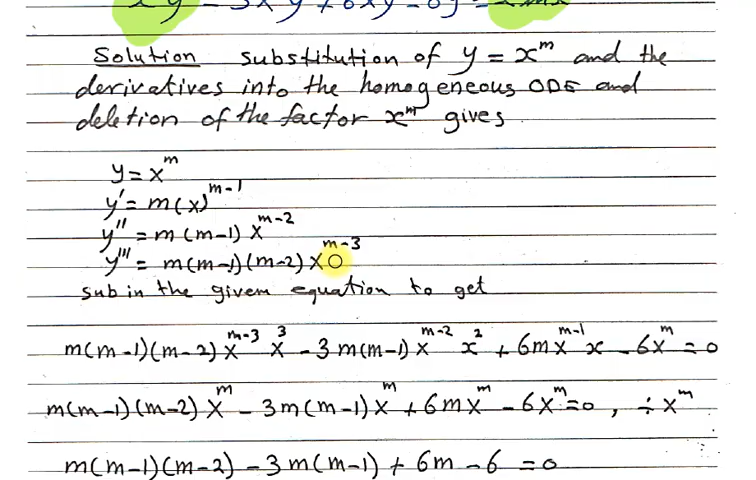 Solution substitution of y = x^m and the
derivatives into the homogeneous ODE and
deletion of the factor x^m gives
y = x^m
y' = m(x)^m-1
y'' = m(m-1) x^m-2
y''' = m(m-1)(m-2) x^m-3
sub in the given equation to get
m(m-1)(m-2) x^m-3 x^3 - 3m(m-1) x^m-2 x^2 + 6m x^m-1 x - 6x^m = 0
m(m-1)(m-2) x^m - 3m(m-1) x^m + 6m x^m - 6x^m = 0 , ÷ x^m
m(m-1)(m-2) - 3m(m-1) + 6m - 6 = 0